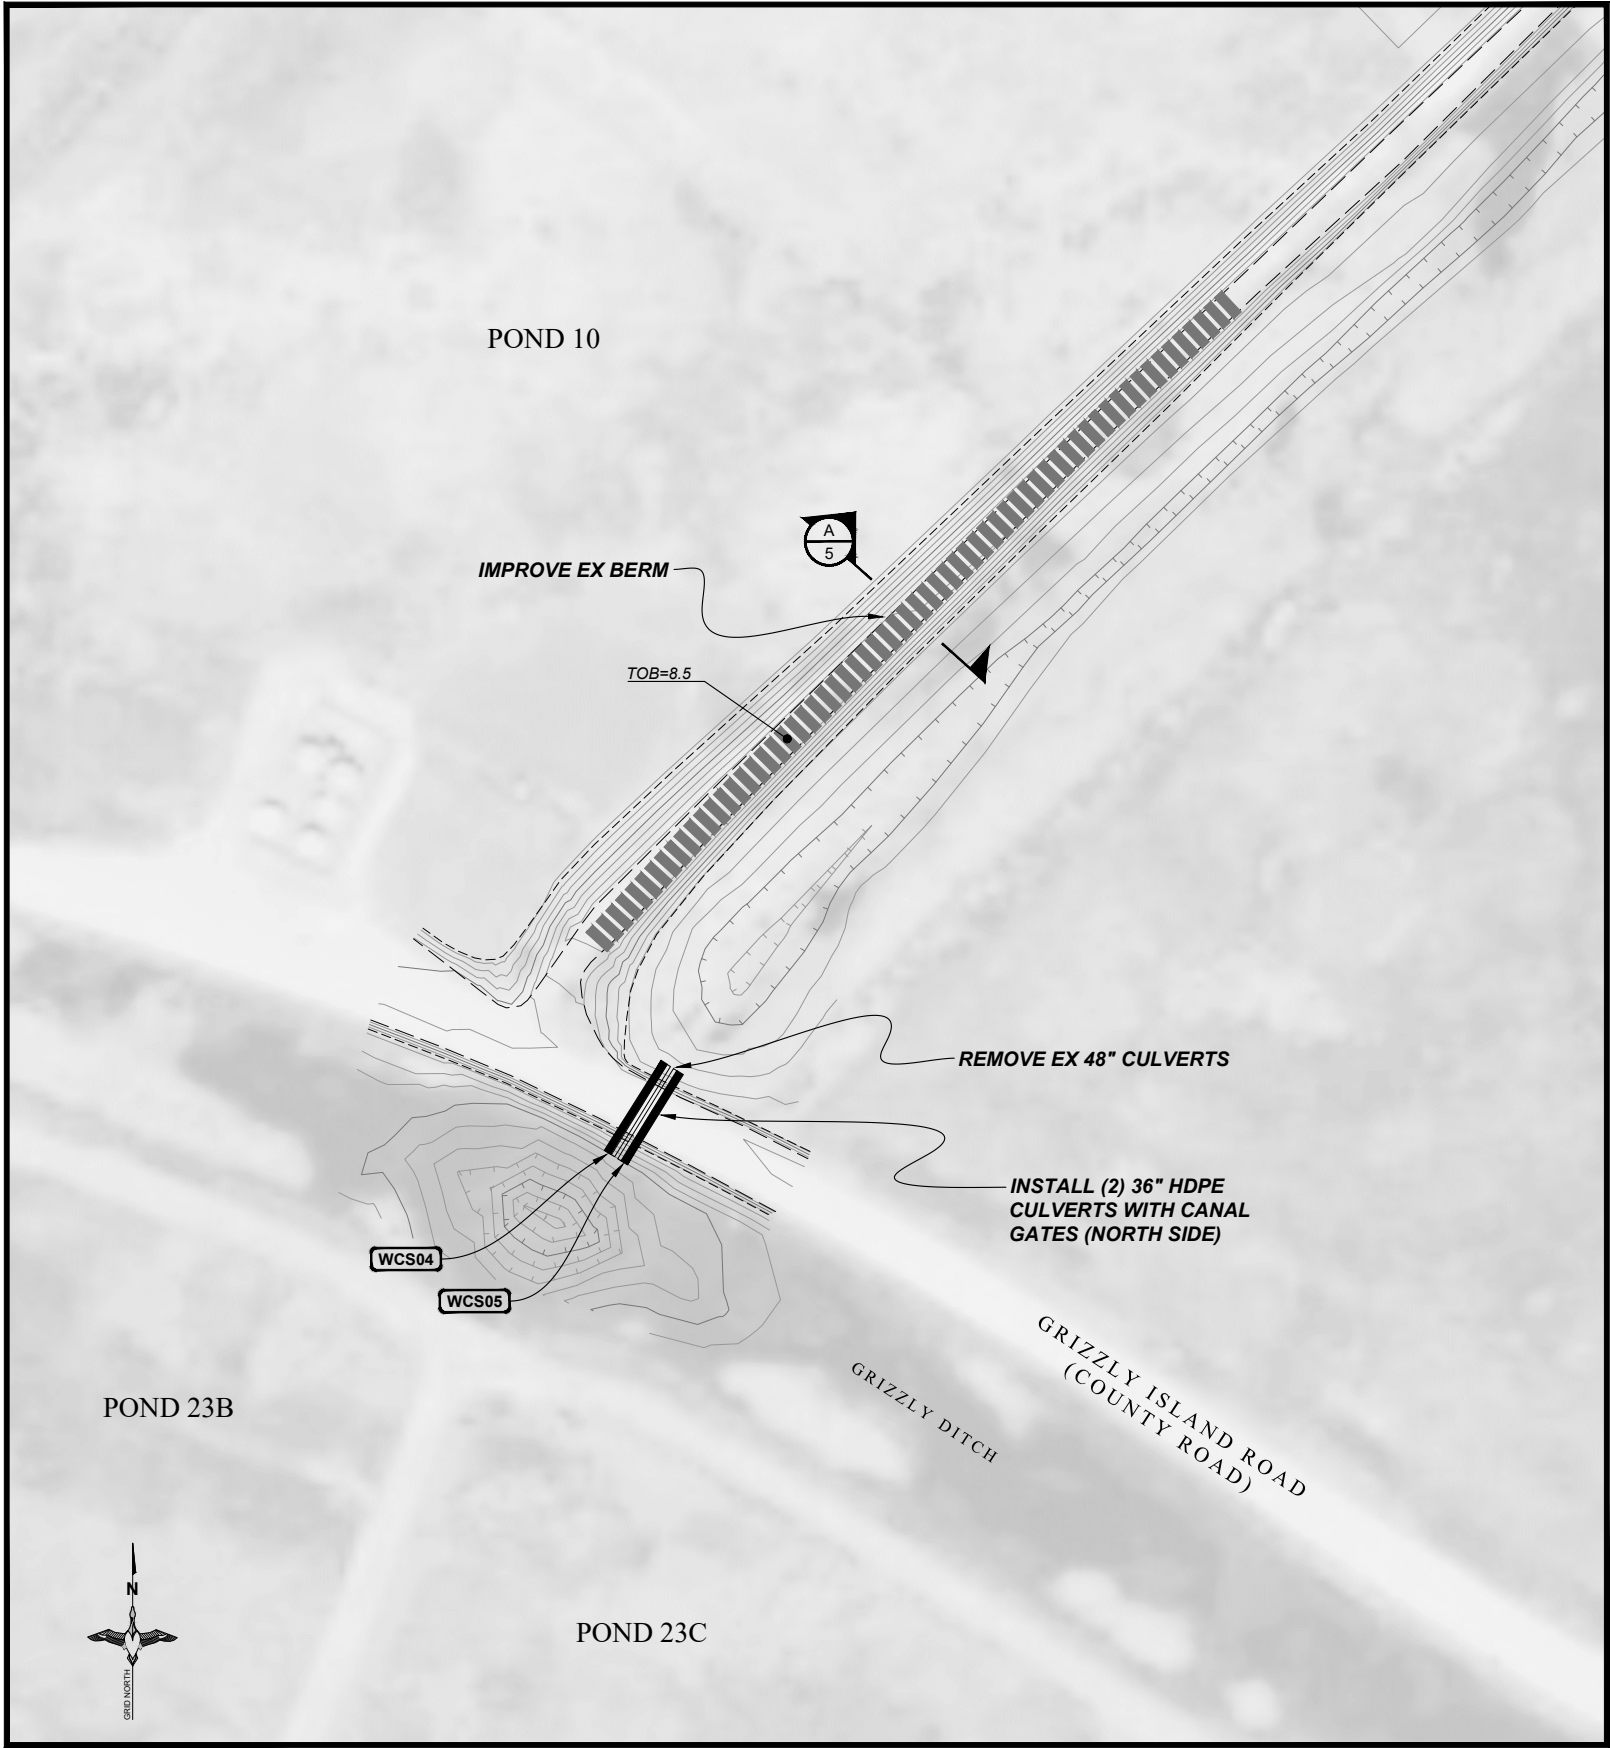 POND 10
A
5
IMPROVE EX BERM
TOB=8.5
REMOVE EX 48" CULVERTS
INSTALL (2) 36" HDPE
CULVERTS WITH CANAL
GATES (NORTH SIDE)
WCS04
WCS05
GRIZZLY ISLAND ROAD
(COUNTY ROAD)
GRIZZLY DITCH
POND 23B
N
GRID NORTH
POND 23C